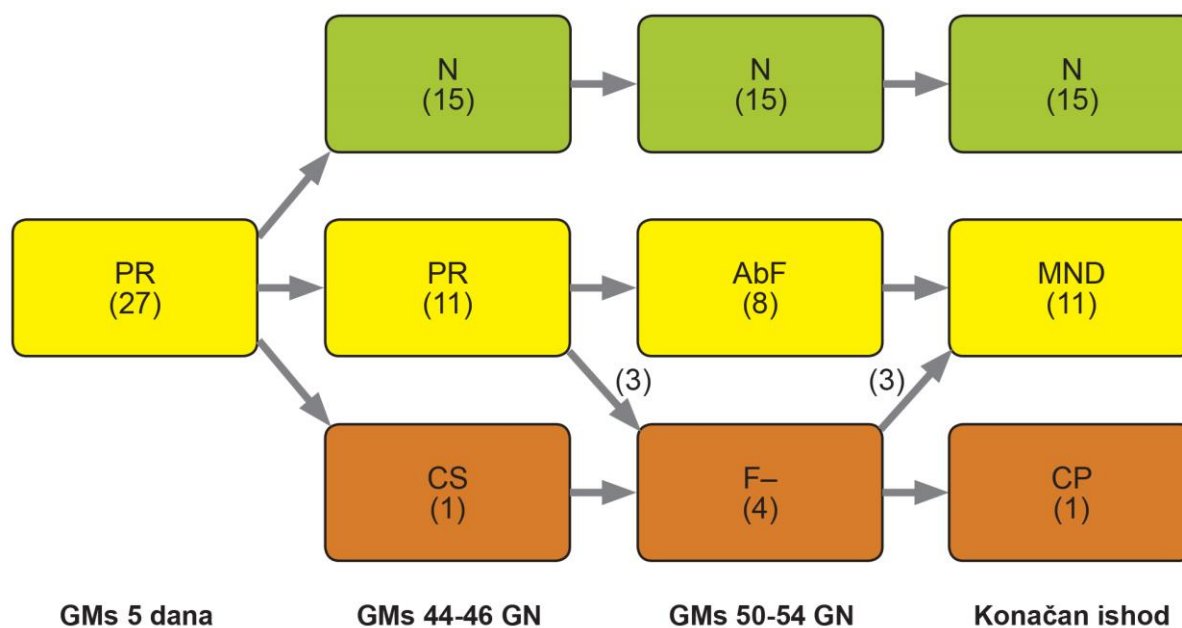 N
(15)
N
(15)
N
(15)
PR
(27)
PR
(11)
AbF
(8)
MND
(11)
(3)
(3)
CS
(1)
F–
(4)
CP
(1)
GMs 5 dana
GMs 44-46 GN
GMs 50-54 GN
Konačan ishod